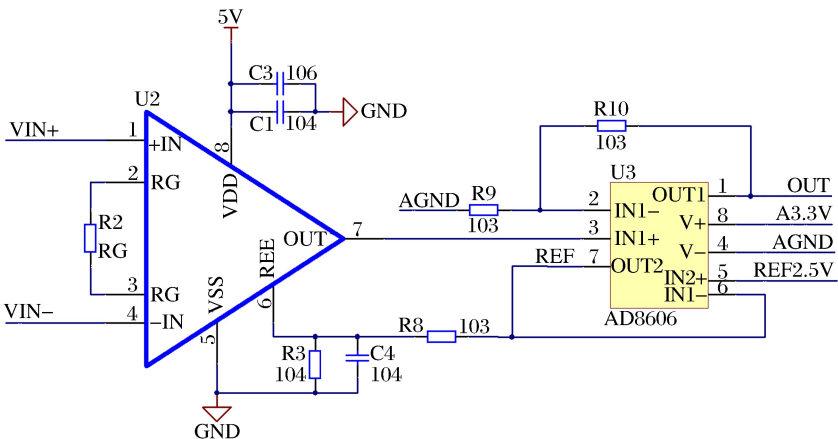 5V
C3 106
GND
C1 104
U2
VIN+
1
+IN
8
VDD
2
RG
R2
RG
3
RG
VIN−
4
−IN
5
VSS
6
REE
OUT
7
R10
103
U3
AGND
R9
103
2
IN1−
3
IN1+
REF
7
OUT2
OUT1
1
OUT
V+
8
A3.3V
V−
4
AGND
IN2+
5
REF2.5V
IN1−
6
AD8606
R8 103
R3
104
C4
104
GND